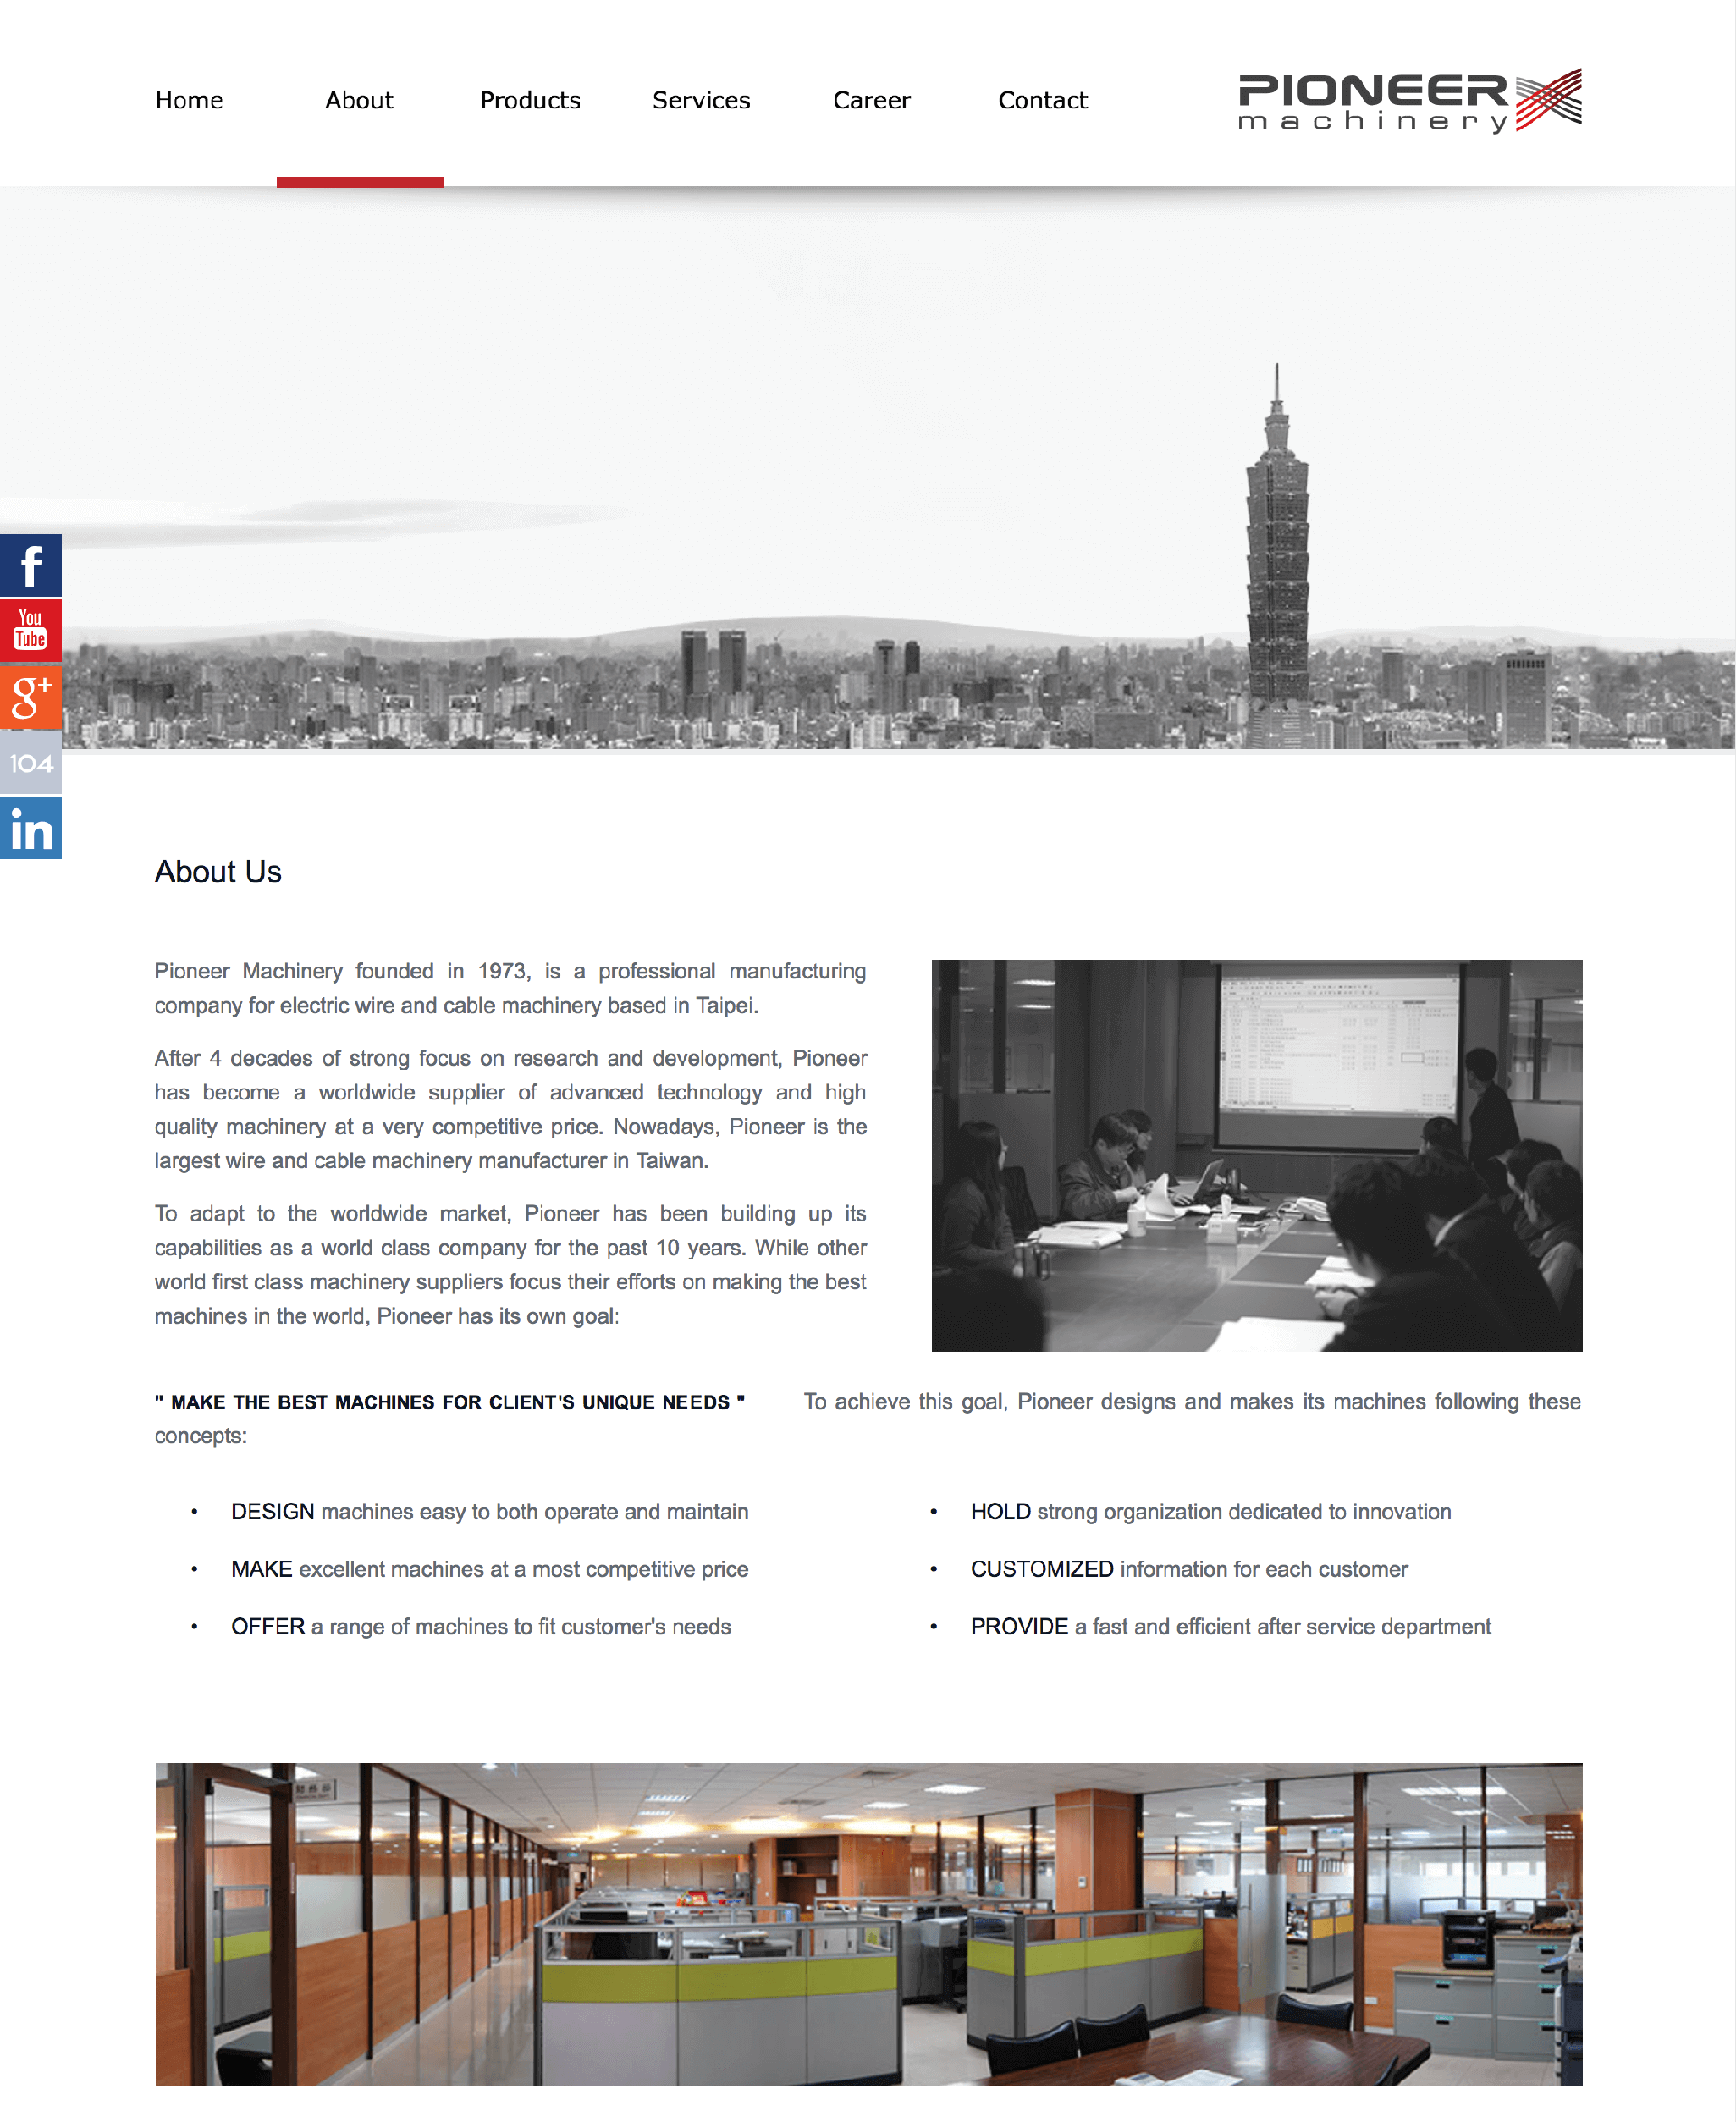 Home About Products Services Career Contact
PIONEER
machinery
f
You
Tube
g+
104
in
About Us
Pioneer Machinery founded in 1973, is a professional manufacturing
company for electric wire and cable machinery based in Taipei.
After 4 decades of strong focus on research and development, Pioneer
has become a worldwide supplier of advanced technology and high
quality machinery at a very competitive price. Nowadays, Pioneer is the
largest wire and cable machinery manufacturer in Taiwan.
To adapt to the worldwide market, Pioneer has been building up its
capabilities as a world class company for the past 10 years. While other
world first class machinery suppliers focus their efforts on making the best
machines in the world, Pioneer has its own goal:
" MAKE THE BEST MACHINES FOR CLIENT'S UNIQUE NEEDS " To achieve this goal, Pioneer designs and makes its machines following these
concepts:
• DESIGN machines easy to both operate and maintain
• MAKE excellent machines at a most competitive price
• OFFER a range of machines to fit customer's needs
• HOLD strong organization dedicated to innovation
• CUSTOMIZED information for each customer
• PROVIDE a fast and efficient after service department